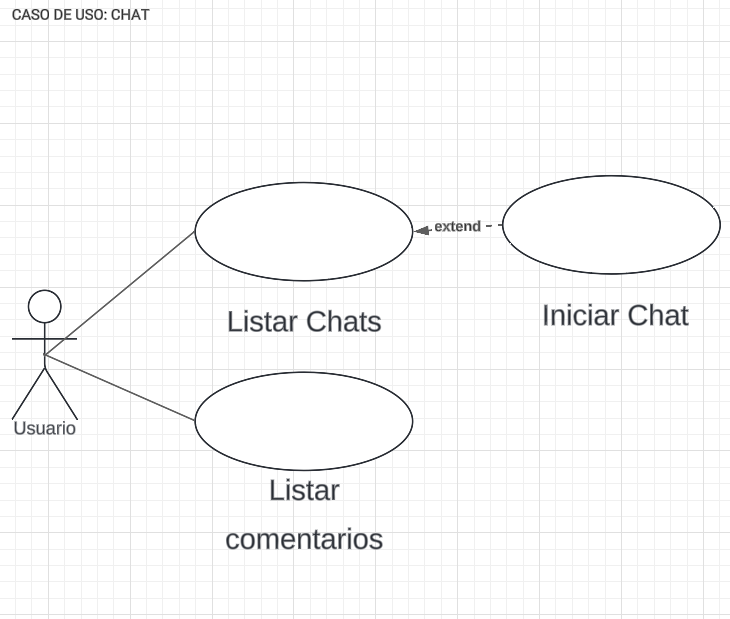 CASO DE USO: CHAT
extend
Listar Chats
Iniciar Chat
Usuario
Listar
comentarios